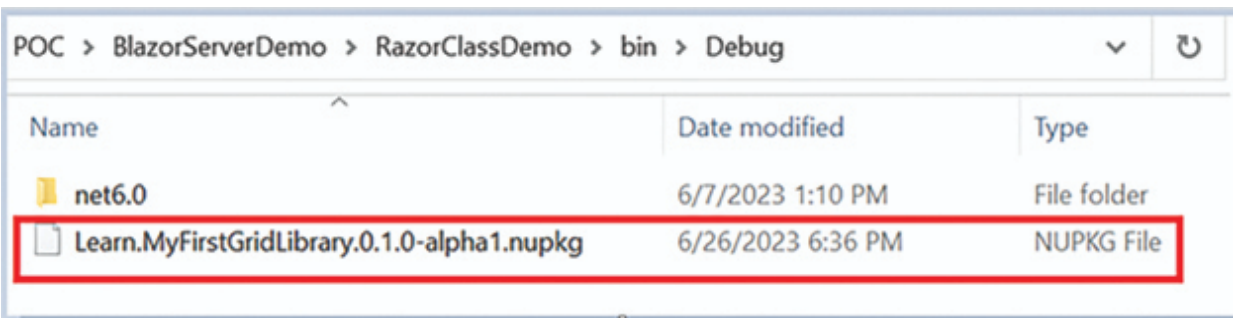 POC > BlazorServerDemo > RazorClassDemo > bin > Debug
Name Date modified Type
net6.0 6/7/2023 1:10 PM File folder
Learn.MyFirstGridLibrary.0.1.0-alpha1.nupkg 6/26/2023 6:36 PM NUPKG File